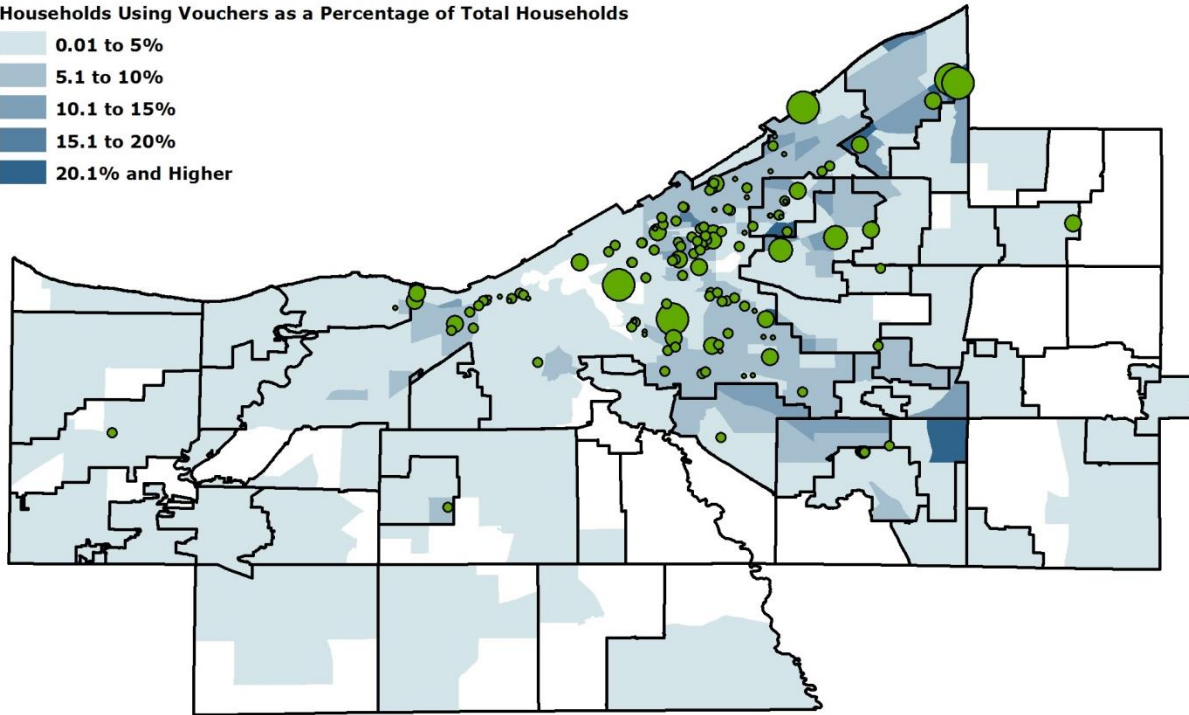 Households Using Vouchers as a Percentage of Total Households
0.01 to 5%
5.1 to 10%
10.1 to 15%
15.1 to 20%
20.1% and Higher